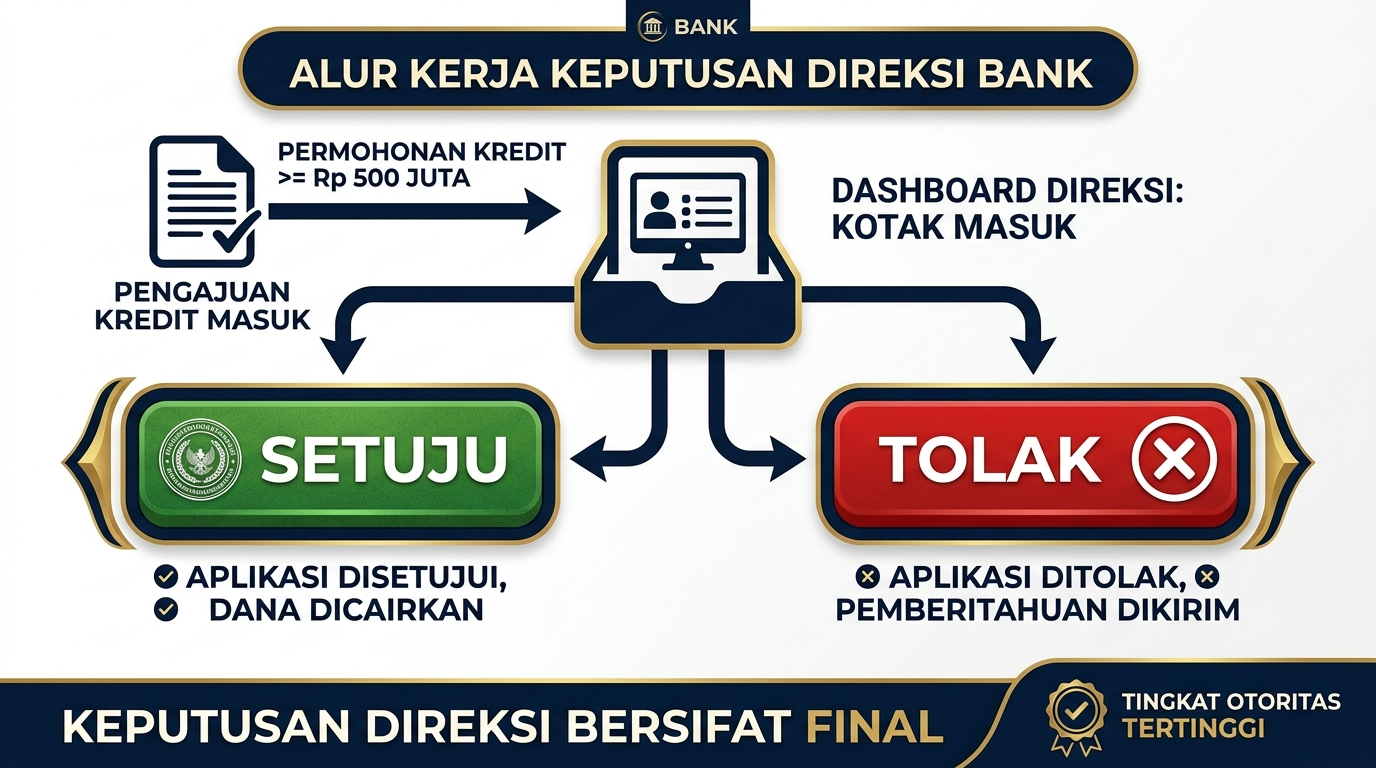 BANK
ALUR KERJA KEPUTUSAN DIREKSI BANK
PERMOHONAN KREDIT
>= Rp 500 JUTA
DASHBOARD DIREKSI:
KOTAK MASUK
PENGAJUAN
KREDIT MASUK
SETUJU
TOLAK
APLIKASI DISETUJUI,
DANA DICAIRKAN
APLIKASI DITOLAK,
PEMBERITAHUAN DIKIRIM
KEPUTUSAN DIREKSI BERSIFAT FINAL
TINGKAT OTORITAS
TERTINGGI